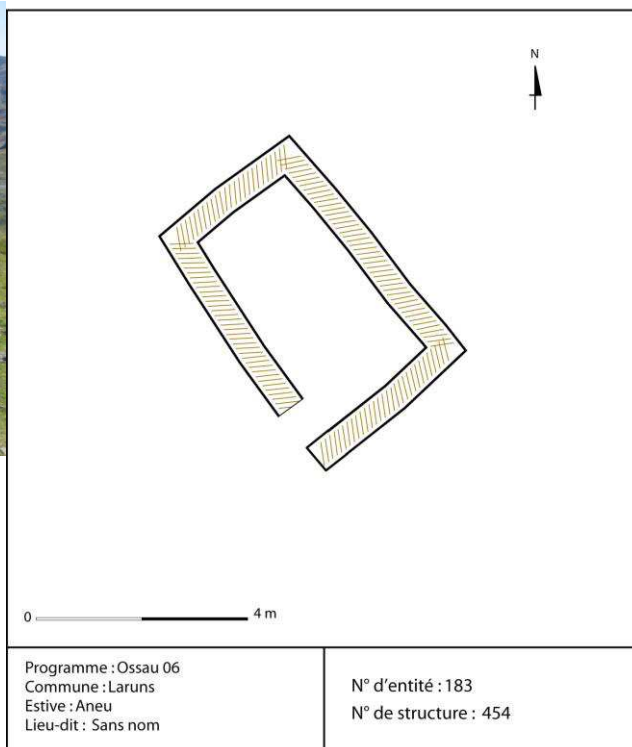 N
0 4 m
Programme : Ossau 06
Commune : Laruns
Estive : Aneu
Lieu-dit : Sans nom
N° d'entité : 183
N° de structure : 454